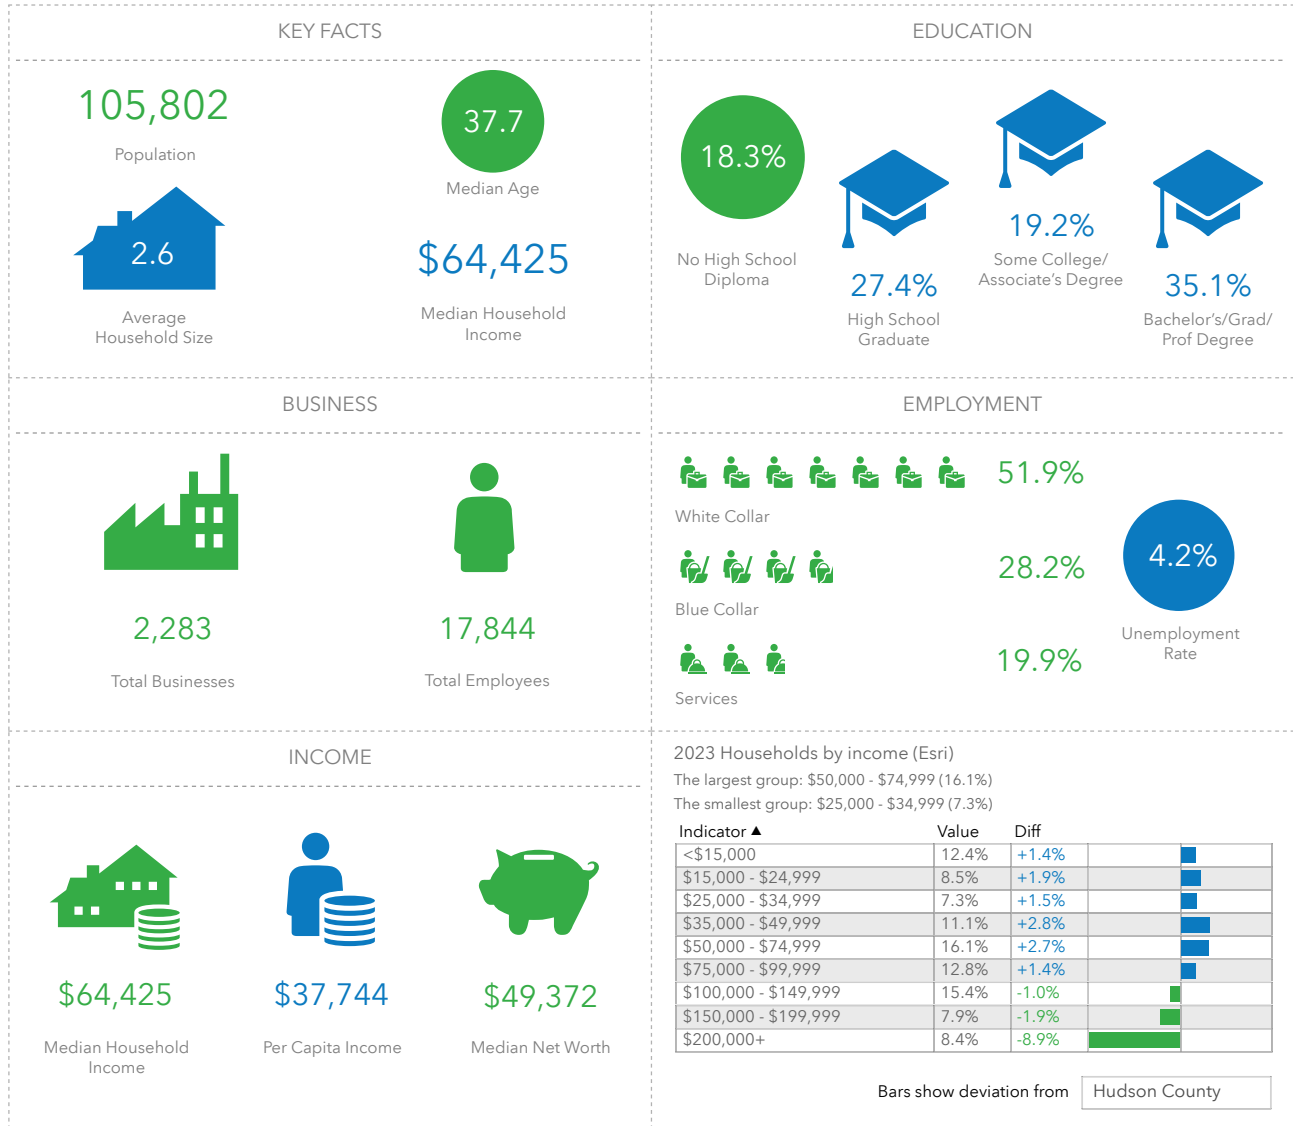 KEY FACTS
105,802
Population
37.7
Median Age
2.6
Average
Household Size
$64,425
Median Household
Income
EDUCATION
18.3%
No High School
Diploma
27.4%
High School
Graduate
19.2%
Some College/
Associate's Degree
35.1%
Bachelor's/Grad/
Prof Degree
BUSINESS
2,283
Total Businesses
17,844
Total Employees
EMPLOYMENT
51.9%
White Collar
28.2%
Blue Collar
19.9%
Services
4.2%
Unemployment
Rate
INCOME
$64,425
Median Household
Income
$37,744
Per Capita Income
$49,372
Median Net Worth
2023 Households by income (Esri)
The largest group: $50,000 - $74,999 (16.1%)
The smallest group: $25,000 - $34,999 (7.3%)
Indicator ▲ Value Diff
<$15,000 12.4% +1.4%
$15,000 - $24,999 8.5% +1.9%
$25,000 - $34,999 7.3% +1.5%
$35,000 - $49,999 11.1% +2.8%
$50,000 - $74,999 16.1% +2.7%
$75,000 - $99,999 12.8% +1.4%
$100,000 - $149,999 15.4% -1.0%
$150,000 - $199,999 7.9% -1.9%
$200,000+ 8.4% -8.9%
Bars show deviation from Hudson County